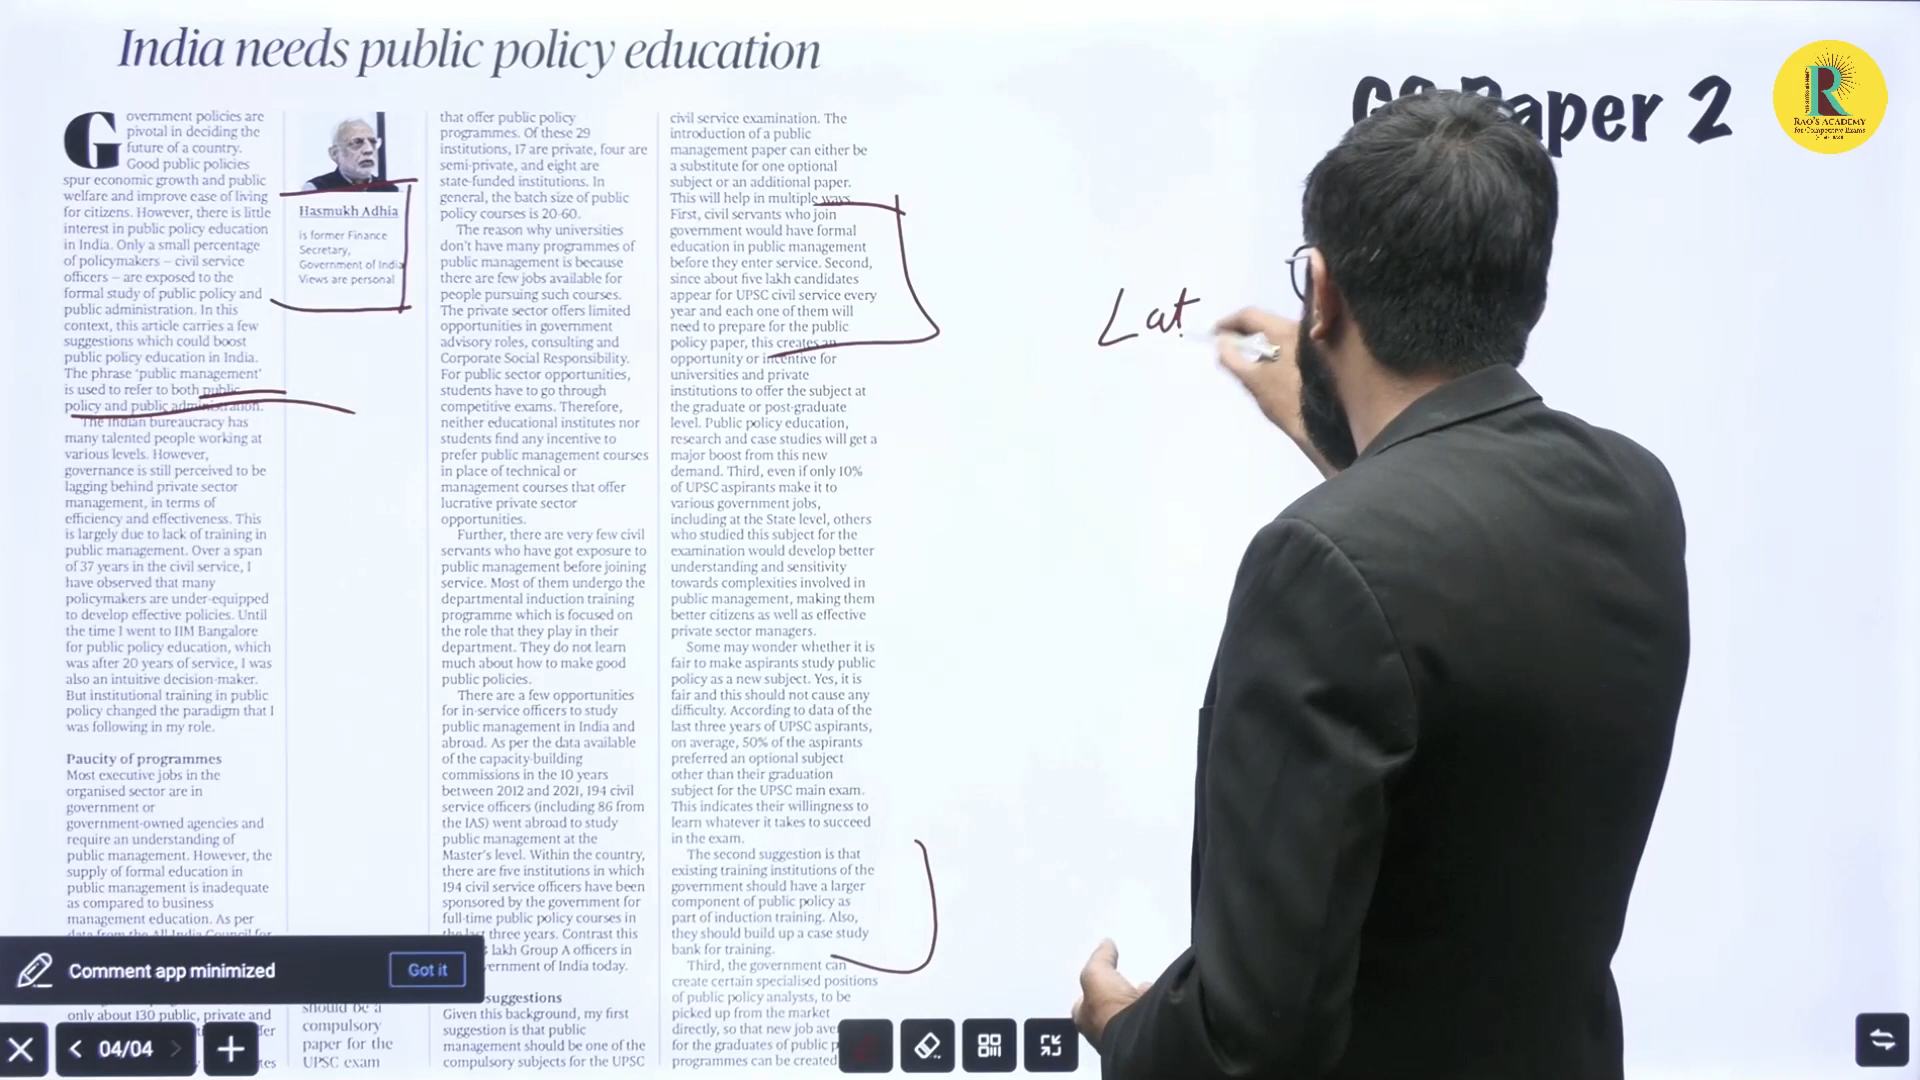 India needs public policy education
Government policies are
pivotal in deciding the
future of a country.
Good public policies
spur economic growth and public
welfare and improve ease of living
for citizens. However, there is little
interest in public policy education
in India. Only a small percentage
of policymakers – civil service
officers – are exposed to the
formal study of public policy and
public administration. In this
context, this article carries a few
suggestions which could boost
public policy education in India.
The phrase 'public management'
is used to refer to both public
policy and public administration.
The Indian bureaucracy has
many talented people working at
various levels. However,
governance is still perceived to be
lagging behind private sector
management, in terms of
efficiency and effectiveness. This
is largely due to lack of training in
public management. Over a span
of 37 years in the civil service, I
have observed that many
policymakers are under-equipped
to develop effective policies. Until
the time I went to IIM Bangalore
for public policy education, which
was after 20 years of service, I was
also an intuitive decision-maker.
But institutional training in public
policy changed the paradigm that I
was following in my role.
Paucity of programmes
Most executive jobs in the
organised sector are in
government or
government-owned agencies and
require an understanding of
public management. However, the
supply of formal education in
public management is inadequate
as compared to business
management education. As per
data from the All India Council for
only about 130 public, private and
Hasmukh Adhia
is former Finance
Secretary,
Government of India
Views are personal
should be a
compulsory
paper for the
UPSC exam
that offer public policy
programmes. Of these 29
institutions, 17 are private, four are
semi-private, and eight are
state-funded institutions. In
general, the batch size of public
policy courses is 20-60.
The reason why universities
don't have many programmes of
public management is because
there are few jobs available for
people pursuing such courses.
The private sector offers limited
opportunities in government
advisory roles, consulting and
Corporate Social Responsibility.
For public sector opportunities,
students have to go through
competitive exams. Therefore,
neither educational institutes nor
students find any incentive to
prefer public management courses
in place of technical or
management courses that offer
lucrative private sector
opportunities.
Further, there are very few civil
servants who have got exposure to
public management before joining
service. Most of them undergo the
departmental induction training
programme which is focused on
the role that they play in their
department. They do not learn
much about how to make good
public policies.
There are a few opportunities
for in-service officers to study
public management in India and
abroad. As per the data available
of the capacity-building
commissions in the 10 years
between 2012 and 2021, 194 civil
service officers (including 86 from
the IAS) went abroad to study
public management at the
Master's level. Within the country,
there are five institutions in which
194 civil service officers have been
sponsored by the government for
full-time public policy courses in
the last three years. Contrast this
lakh Group A officers in
ernment of India today.
suggestions
Given this background, my first
suggestion is that public
management should be one of the
compulsory subjects for the UPSC
civil service examination. The
introduction of a public
management paper can either be
a substitute for one optional
subject or an additional paper.
This will help in multiple ways.
First, civil servants who join
government would have formal
education in public management
before they enter service. Second,
since about five lakh candidates
appear for UPSC civil service every
year and each one of them will
need to prepare for the public
policy paper, this creates an
opportunity or incentive for
universities and private
institutions to offer the subject at
the graduate or post-graduate
level. Public policy education,
research and case studies will get a
major boost from this new
demand. Third, even if only 10%
of UPSC aspirants make it to
various government jobs,
including at the State level, others
who studied this subject for the
examination would develop better
understanding and sensitivity
towards complexities involved in
public management, making them
better citizens as well as effective
private sector managers.
Some may wonder whether it is
fair to make aspirants study public
policy as a new subject. Yes, it is
fair and this should not cause any
difficulty. According to data of the
last three years of UPSC aspirants,
on average, 50% of the aspirants
preferred an optional subject
other than their graduation
subject for the UPSC main exam.
This indicates their willingness to
learn whatever it takes to succeed
in the exam.
The second suggestion is that
existing training institutions of the
government should have a larger
component of public policy as
part of induction training. Also,
they should build up a case study
bank for training.
Third, the government can
create certain specialised positions
of public policy analysts, to be
picked up from the market
directly, so that new job ave
for the graduates of public p
programmes can be created
Lat
Paper 2
R
RAO'S ACADEMY
for Competitive Exams
Comment app minimized
Got it
04/04